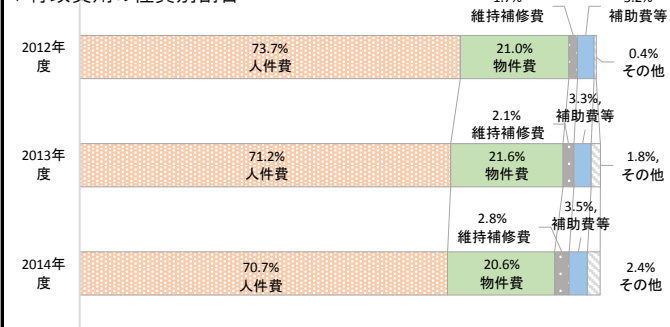 維持補修費
補助費等
2012年
度
73.7%
人件費
21.0%
物件費
0.4%
その他
2.1%
維持補修費
3.3%,
補助費等
2013年
度
71.2%
人件費
21.6%
物件費
1.8%,
その他
2.8%
維持補修費
3.5%,
補助費等
2014年
度
70.7%
人件費
20.6%
物件費
2.4%
その他